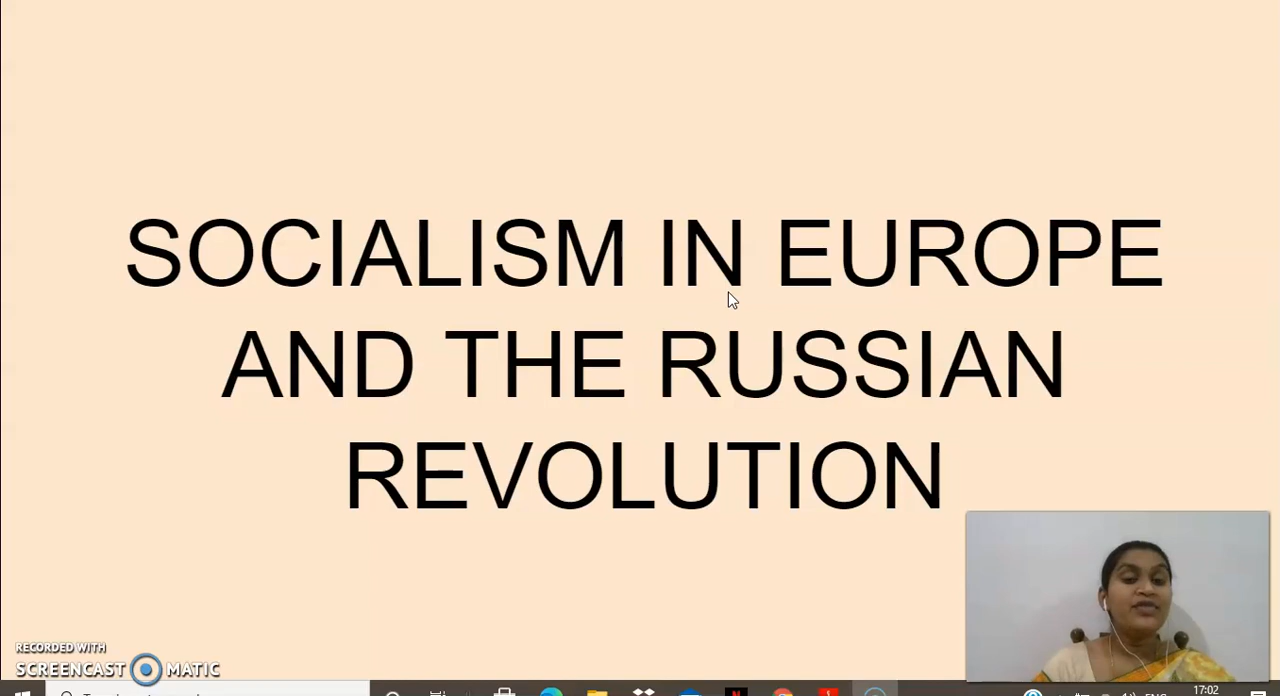 SOCIALISM IN EUROPE
AND THE RUSSIAN
REVOLUTION
RECORDED WITH
SCREENCAST MATIC
17:02